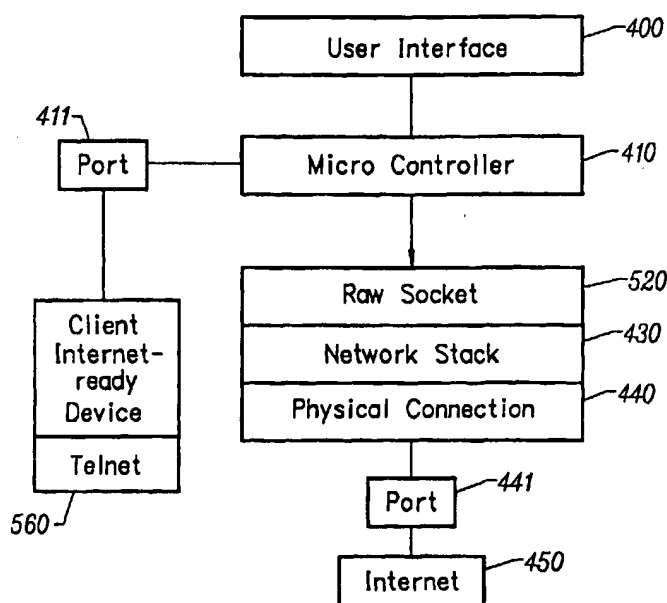 User Interface
400
411
Port
Micro Controller
410
Raw Socket
520
Client
Internet-
ready
Device
Network Stack
430
Physical Connection
440
Telnet
560
Port
441
Internet
450